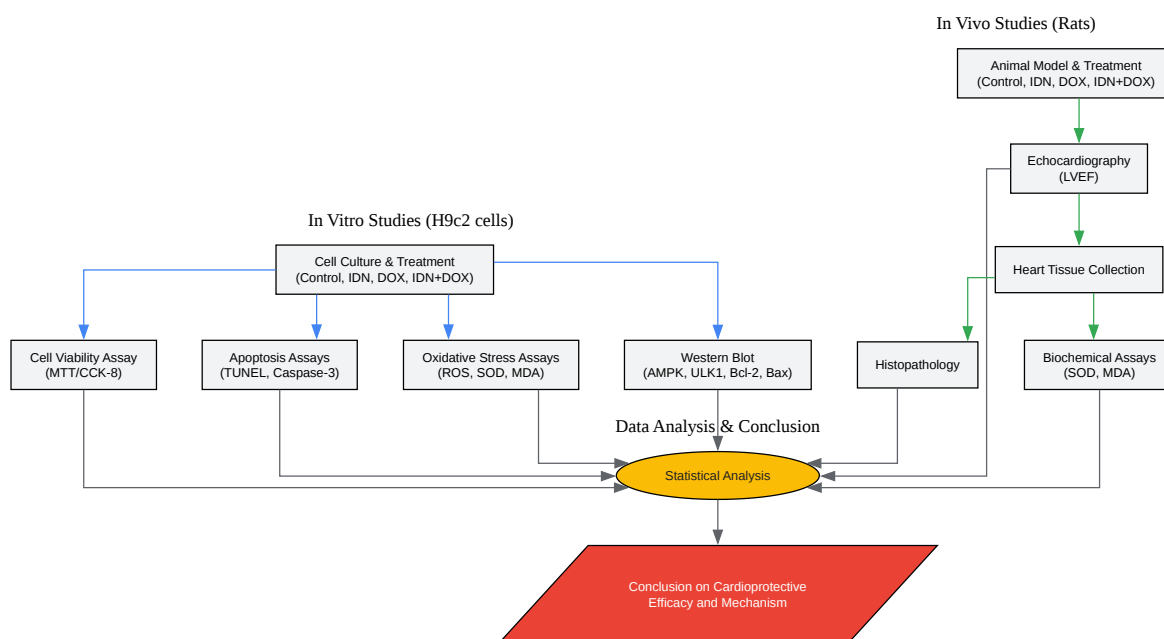 In Vivo Studies (Rats)
Animal Model & Treatment
(Control, IDN, DOX, IDN+DOX)
Echocardiography
(LVEF)
In Vitro Studies (H9c2 cells)
Cell Culture & Treatment
(Control, IDN, DOX, IDN+DOX)
Heart Tissue Collection
Cell Viability Assay
(MTT/CCK-8)
Apoptosis Assays
(TUNEL, Caspase-3)
Oxidative Stress Assays
(ROS, SOD, MDA)
Western Blot
(AMPK, ULK1, Bcl-2, Bax)
Histopathology
Biochemical Assays
(SOD, MDA)
Data Analysis & Conclusion
Statistical Analysis
Conclusion on Cardioprotective
Efficacy and Mechanism